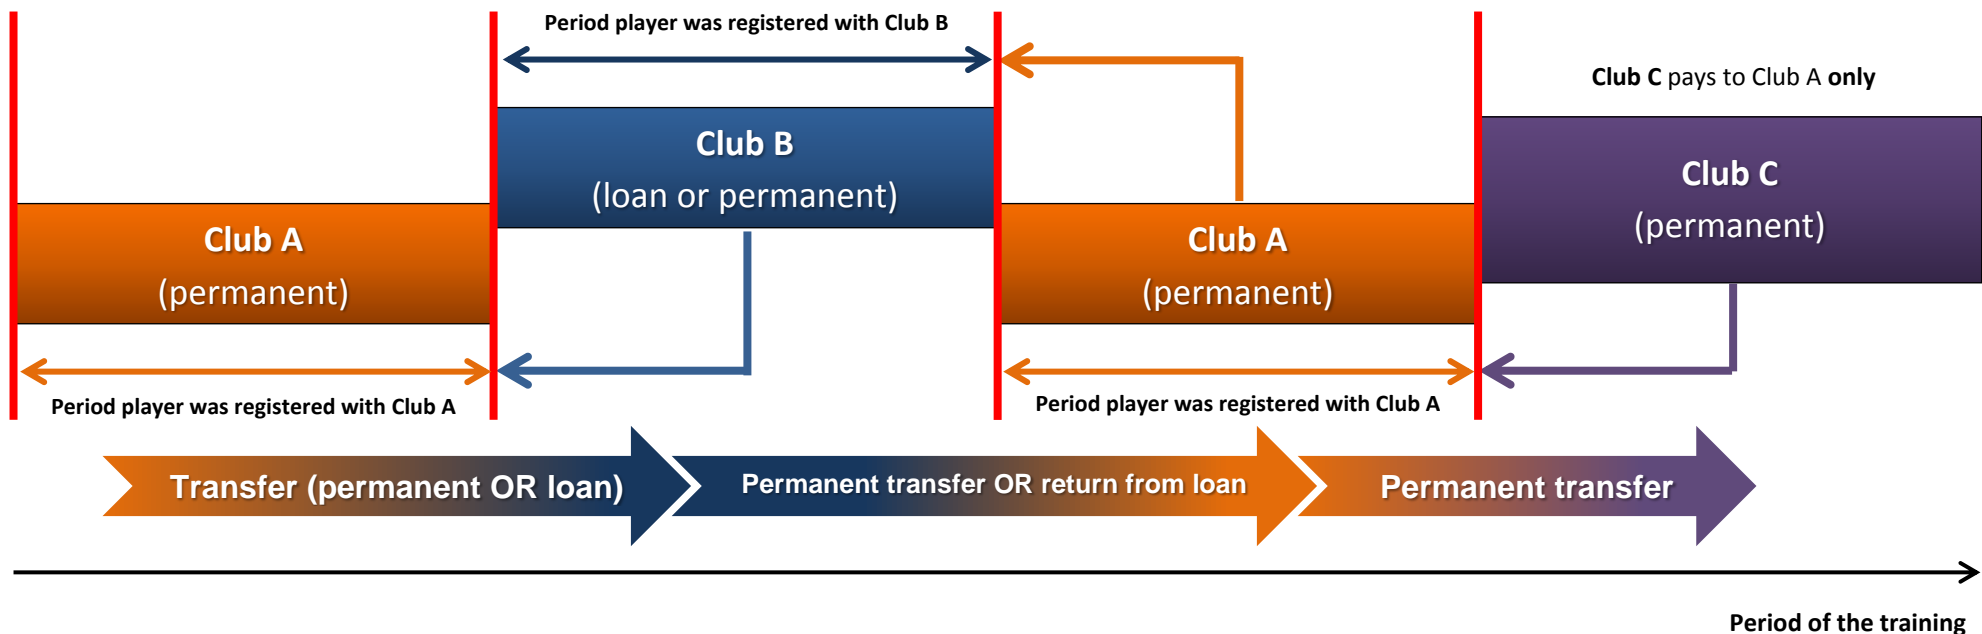 Period player was registered with Club B
Club C pays to Club A only
Club B
(loan or permanent)
Club C
(permanent)
Club A
(permanent)
Club A
(permanent)
Period player was registered with Club A
Period player was registered with Club A
Transfer (permanent OR loan)
Permanent transfer OR return from loan
Permanent transfer
Period of the training